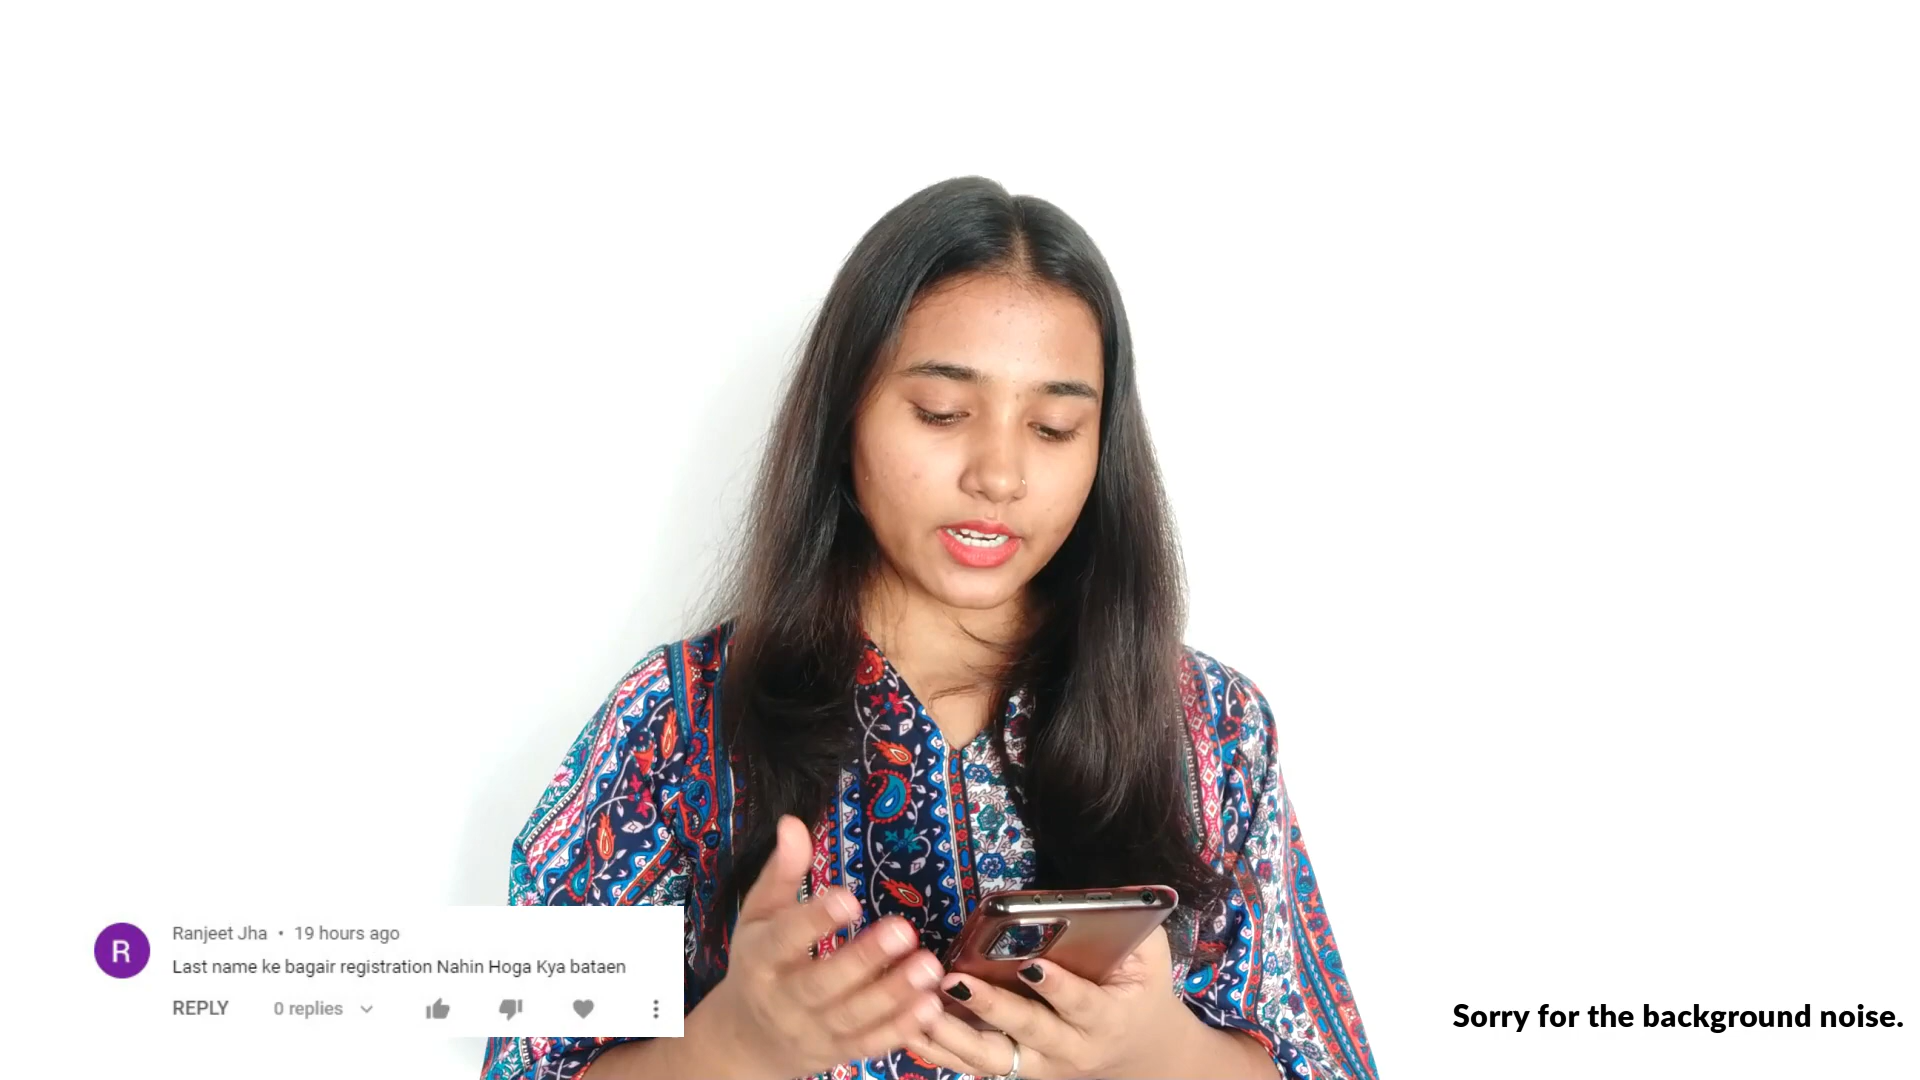 R
Ranjeet Jha • 19 hours ago
Last name ke bagair registration Nahin Hoga Kya bataen
REPLY 0 replies
Sorry for the background noise.